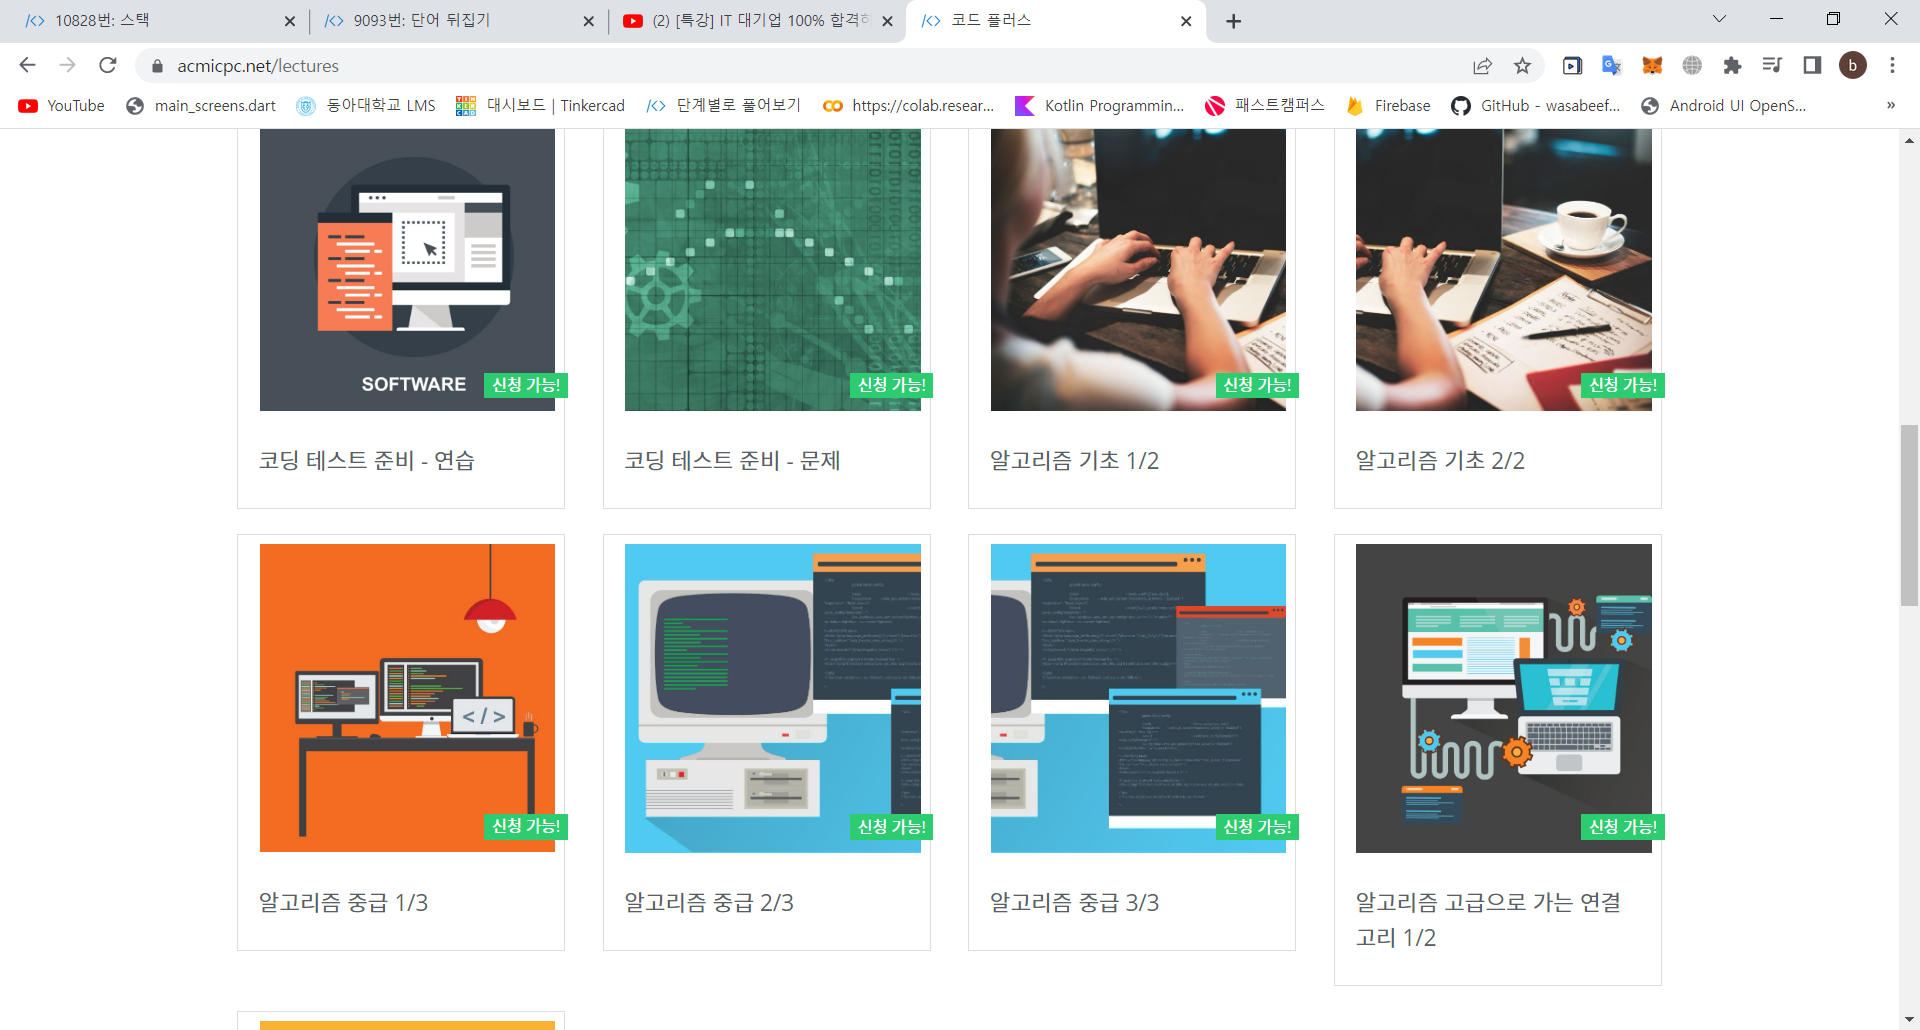 10828번: 스택
9093번: 단어 뒤집기
(2) [특강] IT 대기업 100% 합격하
코드 플러스
acmicpc.net/lectures
b
YouTube
main_screens.dart
동아대학교 LMS
대시보드 | Tinkercad
단계별로 풀어보기
https://colab.resear...
Kotlin Programmin...
패스트캠퍼스
Firebase
GitHub - wasabeef...
Android UI OpenS...
»
SOFTWARE
신청 가능!
신청 가능!
신청 가능!
신청 가능!
코딩 테스트 준비 - 연습
코딩 테스트 준비 - 문제
알고리즘 기초 1/2
알고리즘 기초 2/2
</>
신청 가능!
신청 가능!
신청 가능!
신청 가능!
알고리즘 중급 1/3
알고리즘 중급 2/3
알고리즘 중급 3/3
알고리즘 고급으로 가는 연결
고리 1/2